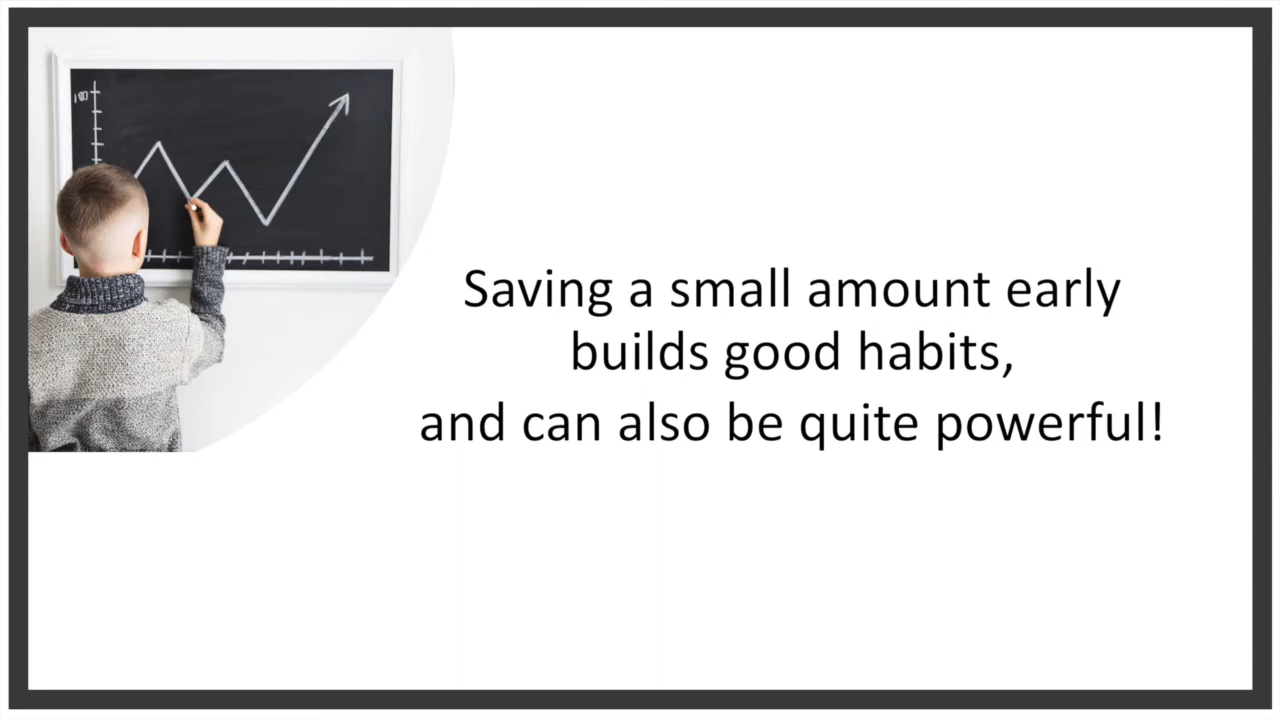 Saving a small amount early
builds good habits,
and can also be quite powerful!